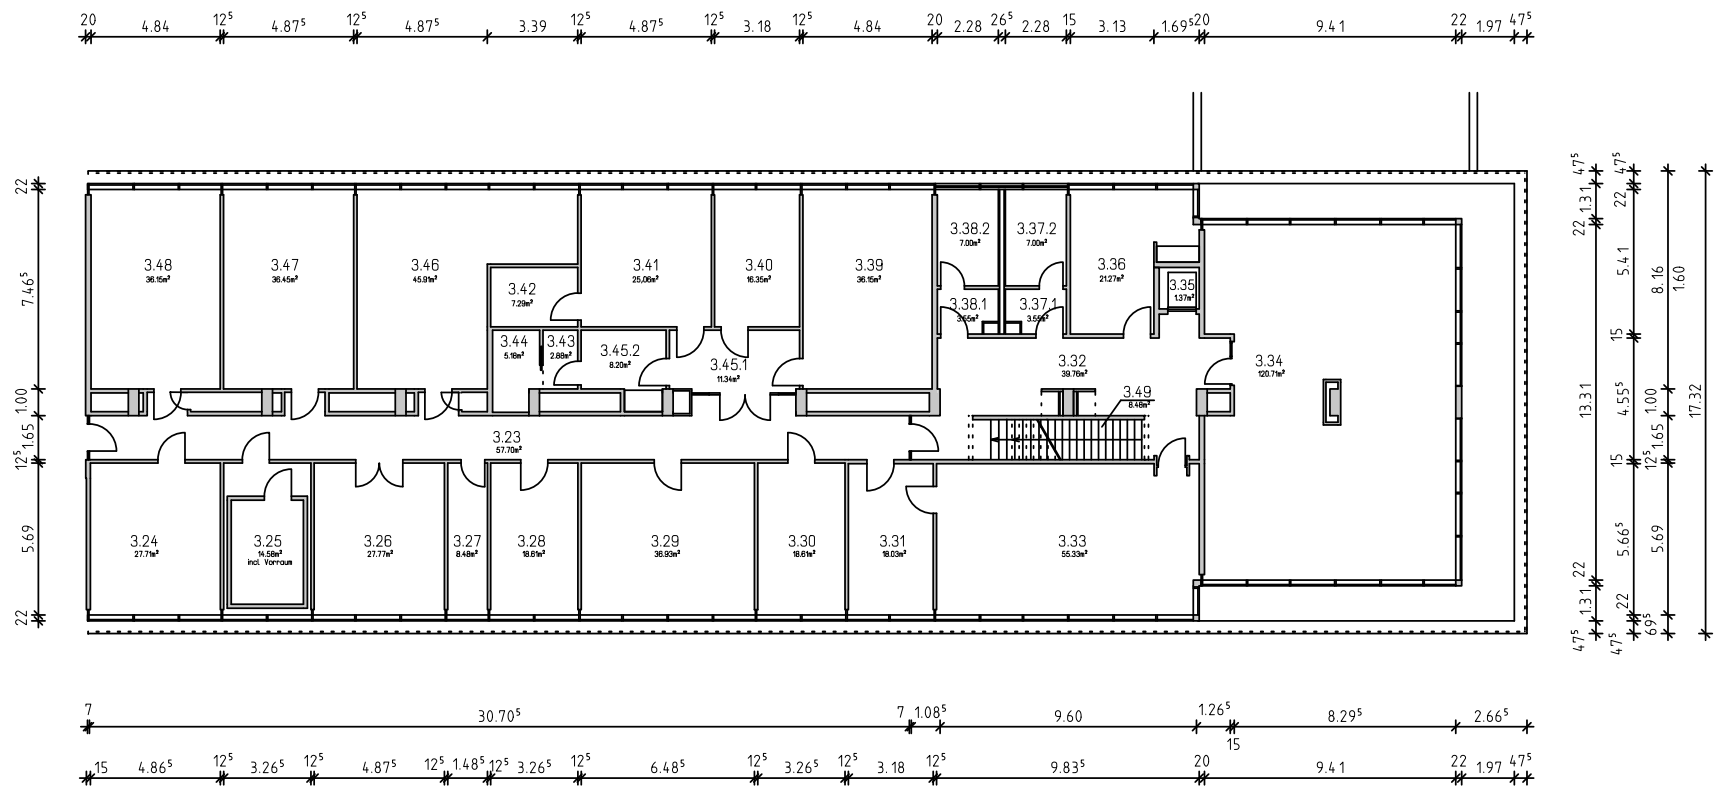 20 4.84 12⁵ 4.87⁵ 12⁵ 4.87⁵ 3.39 12⁵ 4.87⁵ 12⁵ 3.18 12⁵ 4.84 20 2.28 26⁵ 2.28 15 3.13 1.69⁵ 20 9.41 22 1.97 47⁵
22
7.46⁵
1.00
1.65
12⁵
5.69
22
3.48
36.15m²
3.47
36.45m²
3.46
45.91m²
3.42
7.29m²
3.41
25,06m²
3.40
16.35m²
3.39
36.15m²
3.38.2
7.00m²
3.37.2
7.00m²
3.36
21.27m²
3.35
1.37m²
3.38.1
3.55m²
3.37.1
3.55m²
3.44
5.16m²
3.43
2.88m²
3.45.2
8.20m²
3.45.1
11.34m²
3.32
39.76m²
3.34
120.71m²
3.49
8.48m²
3.23
57.70m²
3.24
27.71m²
3.25
14.58m²
incl. Vorraum
3.26
27.77m²
3.27
8.48m²
3.28
18.61m²
3.29
36.93m²
3.30
18.61m²
3.31
18.03m²
3.33
55.33m²
47⁵
1.31
22
13.31
22
1.31
47⁵
47⁵
22
5.41
15
4.55⁵
15
5.66⁵
22
47⁵
8.16
1.00
1.65
12⁵
5.69
69⁵
1.60
17.32
7 30.70⁵ 7 1.08⁵ 9.60 1.26⁵ 15 8.29⁵ 2.66⁵
15 4.86⁵ 12⁵ 3.26⁵ 12⁵ 4.87⁵ 12⁵ 1.48⁵ 12⁵ 3.26⁵ 12⁵ 6.48⁵ 12⁵ 3.26⁵ 12⁵ 3.18 12⁵ 9.83⁵ 20 9.41 22 1.97 47⁵